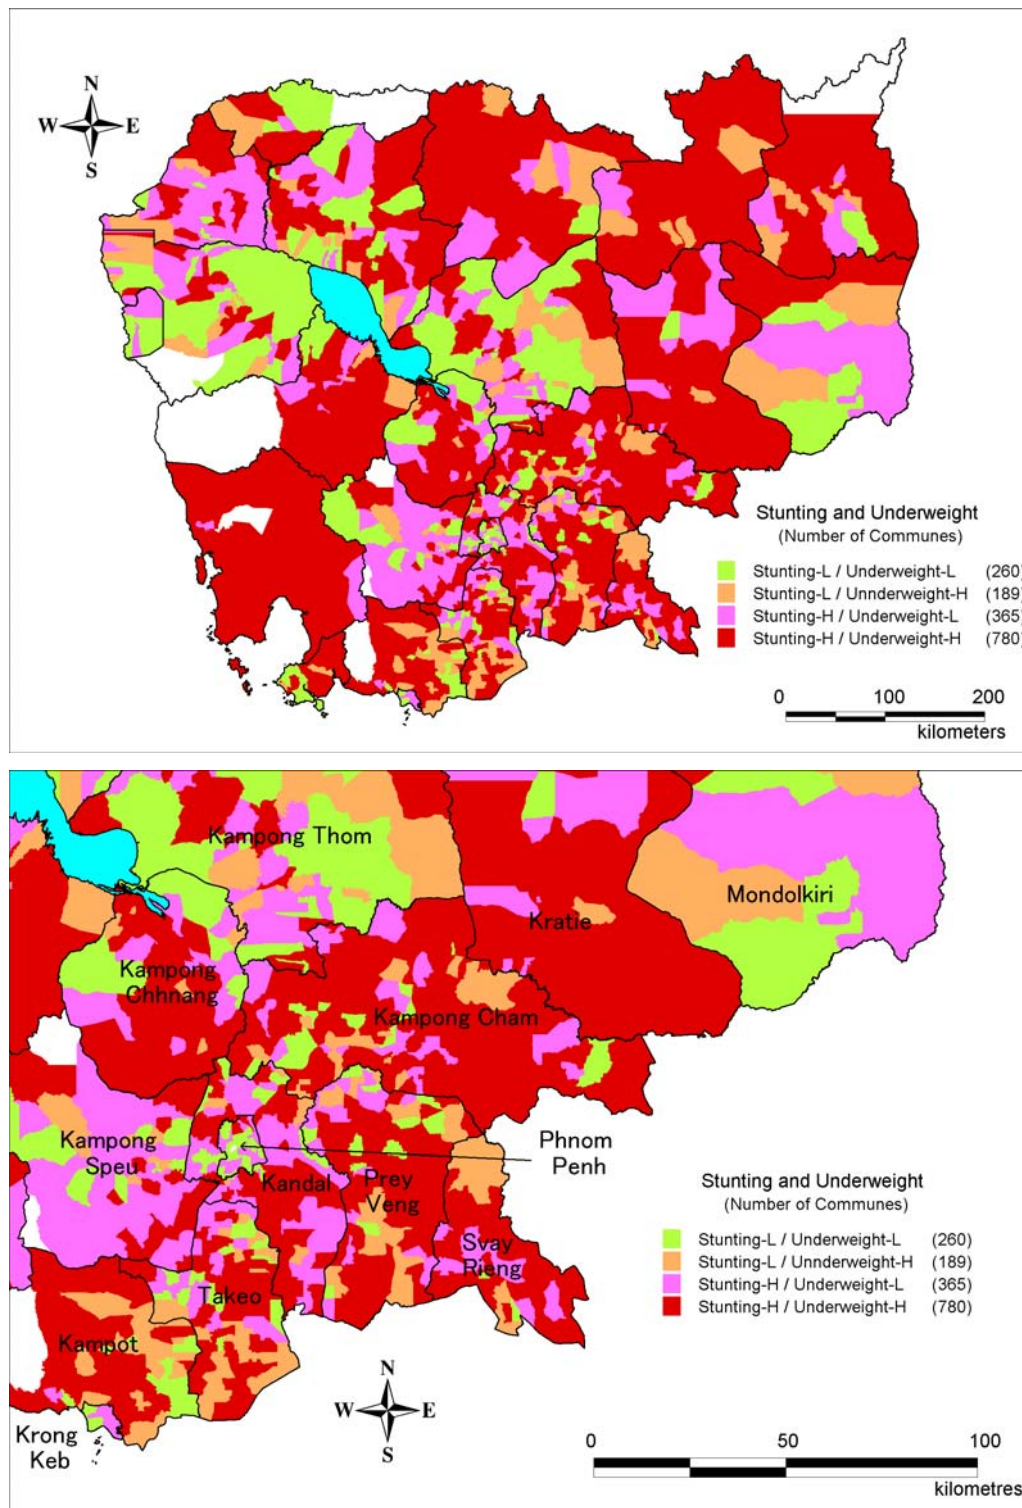 N
W E
S
Stunting and Underweight
(Number of Communes)
Stunting-L / Underweight-L (260)
Stunting-L / Unnderweight-H (189)
Stunting-H / Underweight-L (365)
Stunting-H / Underweight-H (780)
0 100 200
kilometers
Kampong Thom
Mondolkiri
Kratie
Kampong
Chhnang
Kampong Cham
Kampong
Speu
Phnom
Penh
Kandal
Prey
Veng
Svay
Rieng
Takeo
Kampot
Krong
Keb
Stunting and Underweight
(Number of Communes)
Stunting-L / Underweight-L (260)
Stunting-L / Unnderweight-H (189)
Stunting-H / Underweight-L (365)
Stunting-H / Underweight-H (780)
N
W E
S
0 50 100
kilometres